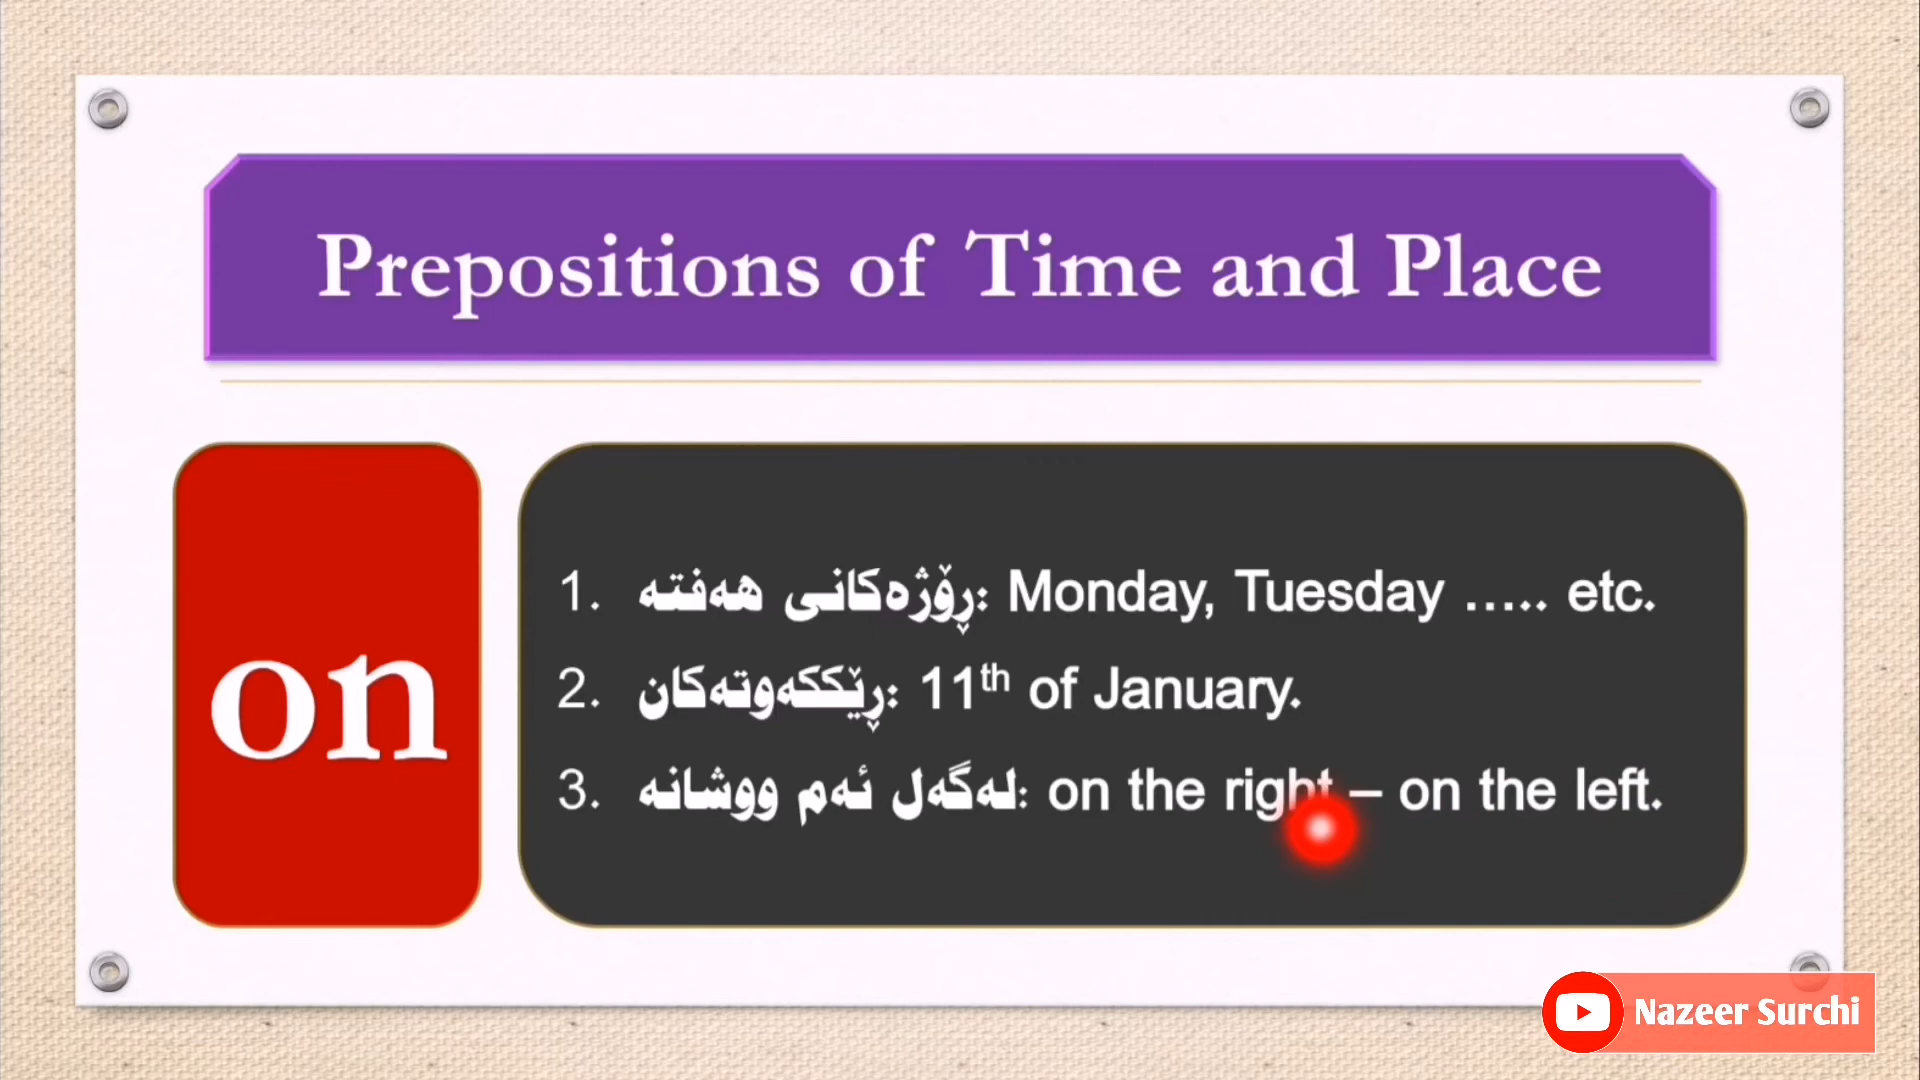 Prepositions of Time and Place
on
1. ڕۆژەکانی هەفتە: Monday, Tuesday ..... etc.
2. ڕێککەوتەکان: 11th of January.
3. لەگەل ئەم ووشانە: on the right – on the left.
Nazeer Surchi